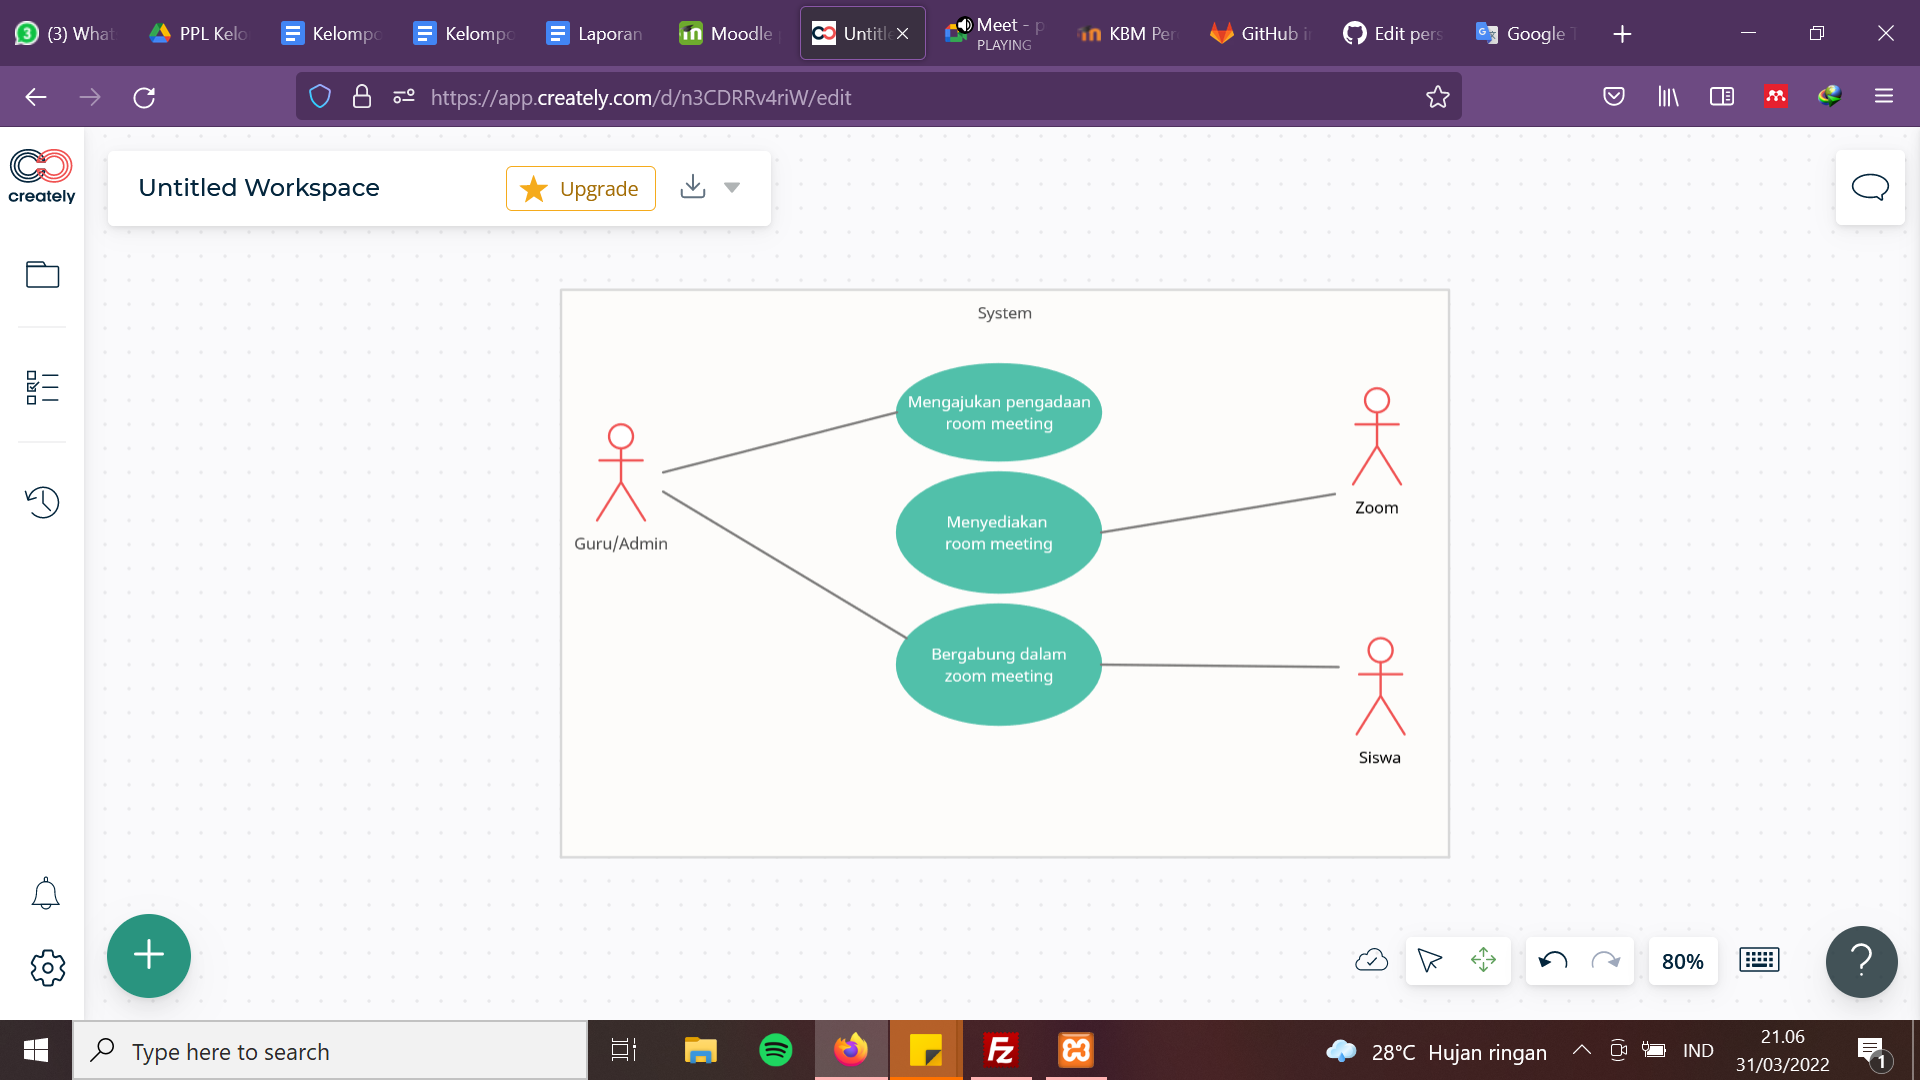 (3) What
PPL Kelo
Kelompo
Kelompo
Laporan
Moodle
Untitle
Meet - p
PLAYING
KBM Per
GitHub i
Edit pers
Google T
https://app.creately.com/d/n3CDRRv4riW/edit
creately
Untitled Workspace
Upgrade
System
Mengajukan pengadaan
room meeting
Zoom
Guru/Admin
Menyediakan
room meeting
Bergabung dalam
zoom meeting
Siswa
80%
?
Type here to search
Fz
28°C Hujan ringan
IND
21.06
31/03/2022
1